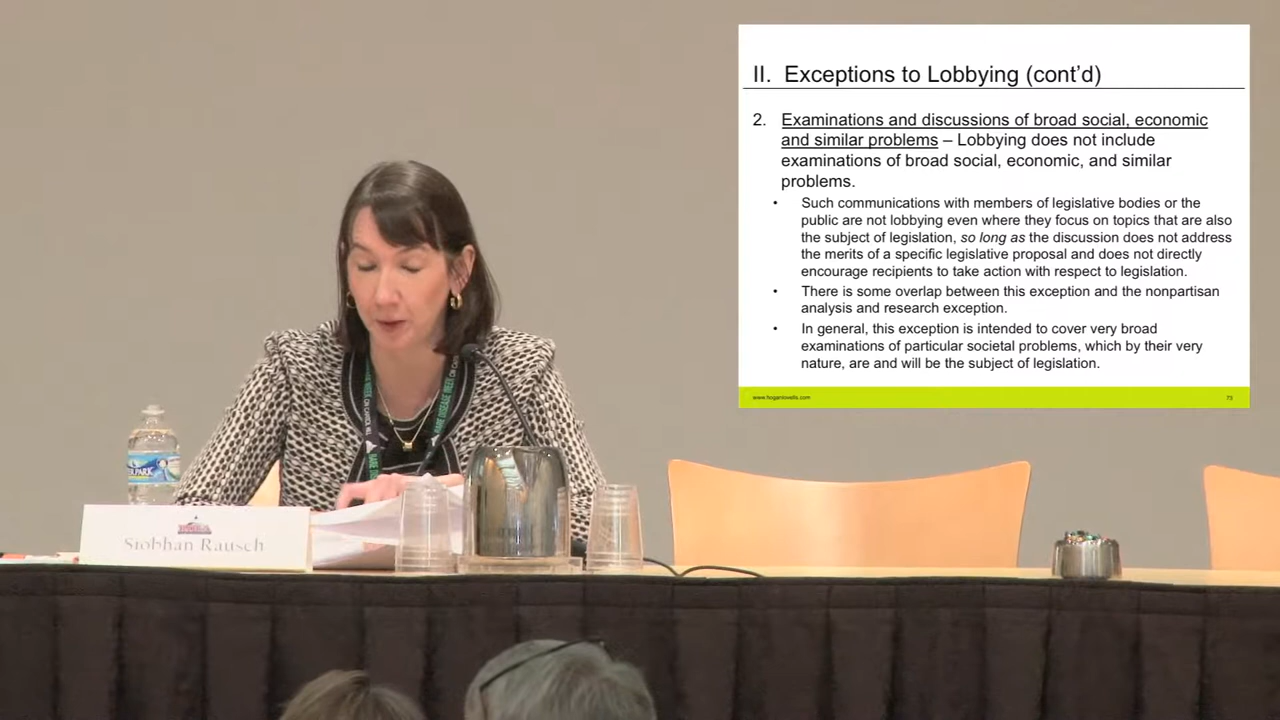 II.  Exceptions to Lobbying (cont’d)
2.  Examinations and discussions of broad social, economic
and similar problems – Lobbying does not include
examinations of broad social, economic, and similar
problems.
•  Such communications with members of legislative bodies or the
public are not lobbying even where they focus on topics that are also
the subject of legislation, so long as the discussion does not address
the merits of a specific legislative proposal and does not directly
encourage recipients to take action with respect to legislation.
•  There is some overlap between this exception and the nonpartisan
analysis and research exception.
•  In general, this exception is intended to cover very broad
examinations of particular societal problems, which by their very
nature, are and will be the subject of legislation.
www.hoganlovells.com
73
RARE DISEASE WEEK ON
Siobhan Rausch